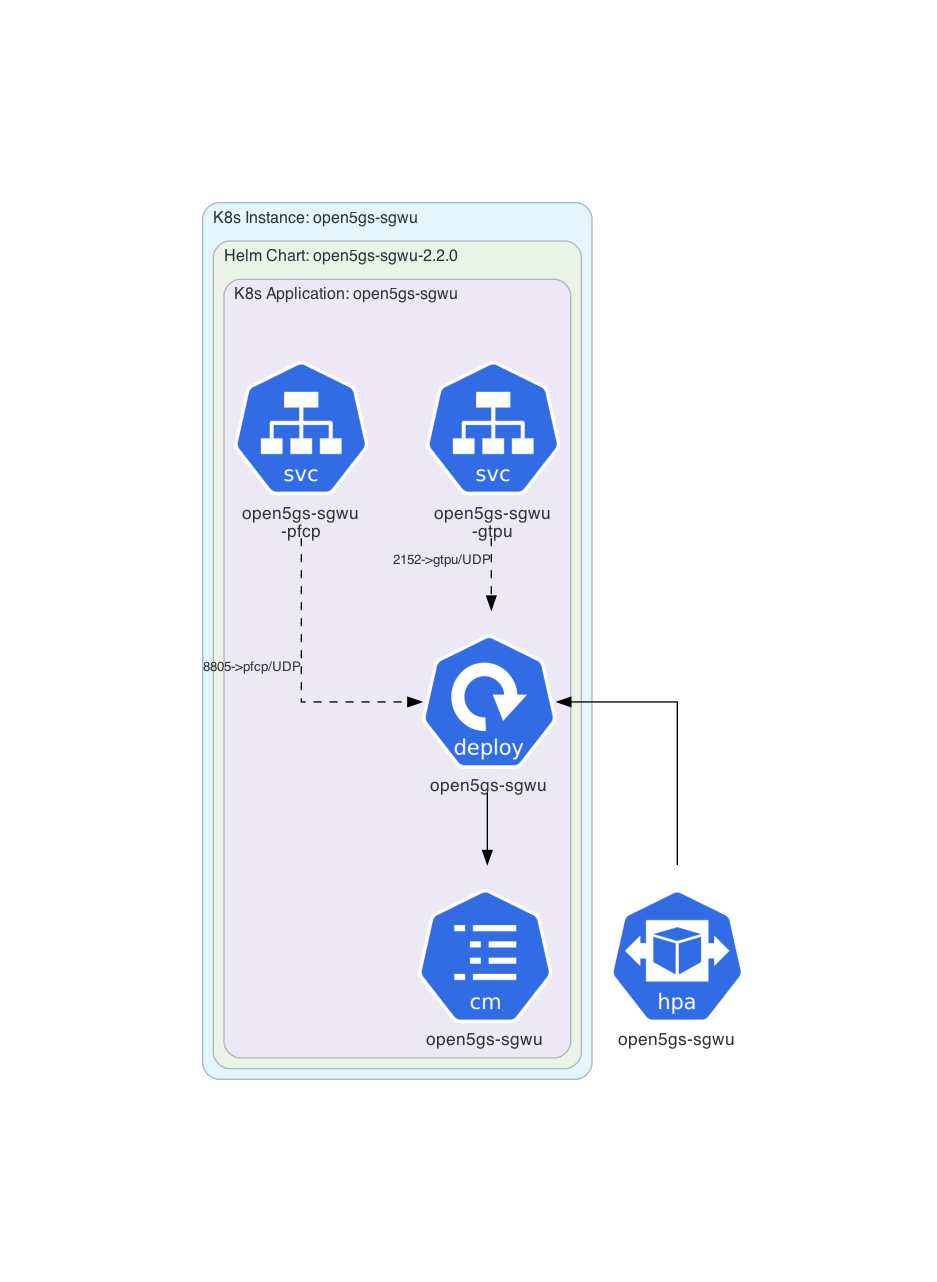 K8s Instance: open5gs-sgwu
Helm Chart: open5gs-sgwu-2.2.0
K8s Application: open5gs-sgwu
svc
svc
open5gs-sgwu
-pfcp
open5gs-sgwu
-gtpu
2152->gtpu/UDP
8805->pfcp/UDP
deploy
open5gs-sgwu
cm
hpa
open5gs-sgwu
open5gs-sgwu